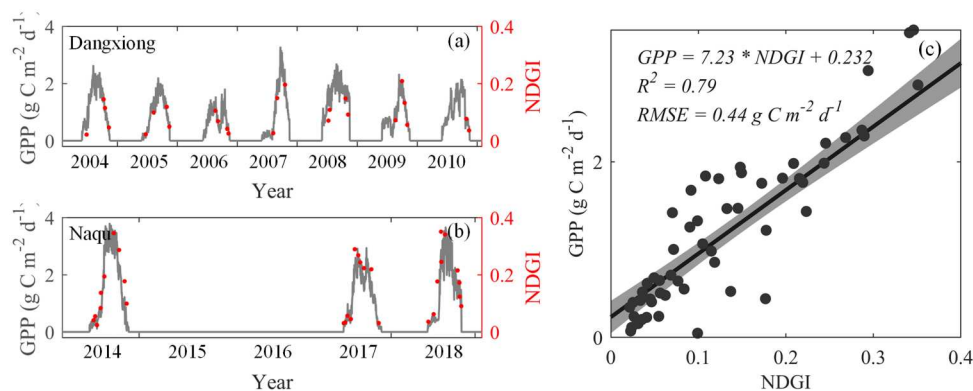 Dangxiong
(a)
GPP (g C m⁻² d⁻¹)
4
2
0
0.4
0.2
0
NDGI
2004 2005 2006 2007 2008 2009 2010
Year
Naqu
(b)
GPP (g C m⁻² d⁻¹)
4
2
0
0.4
0.2
0
NDGI
2014 2015 2016 2017 2018
Year
(c)
GPP = 7.23 * NDGI + 0.232
R² = 0.79
RMSE = 0.44 g C m⁻² d⁻¹
GPP (g C m⁻² d⁻¹)
2
0
0 0.1 0.2 0.3 0.4
NDGI